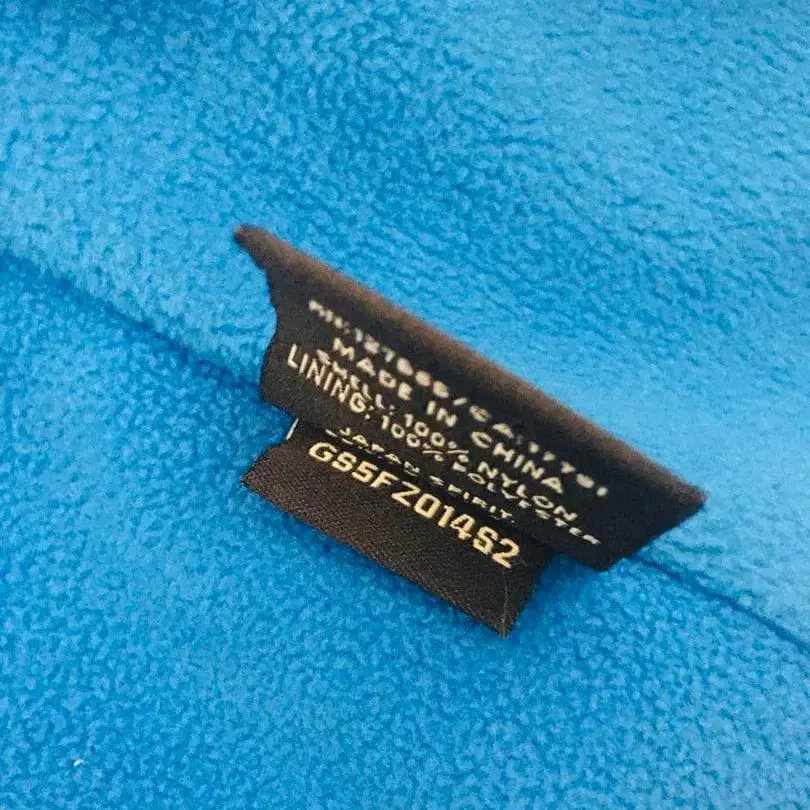 MADE IN CHINA
SHELL: 100% NYLON
LINING: 100% POLYESTER
JAPAN SPIRIT.
GS5FZ014S2